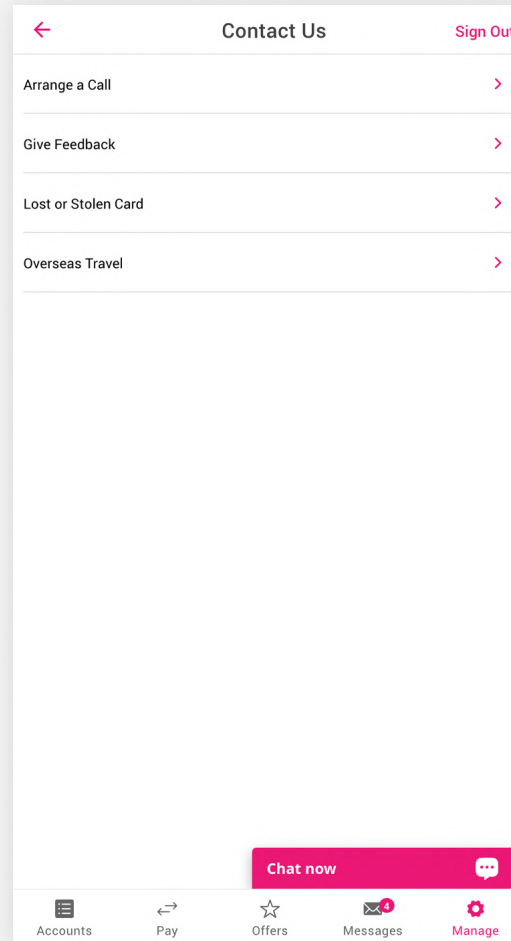 Contact Us
Sign Out
Arrange a Call
Give Feedback
Lost or Stolen Card
Overseas Travel
Chat now
4
Accounts
Pay
Offers
Messages
Manage